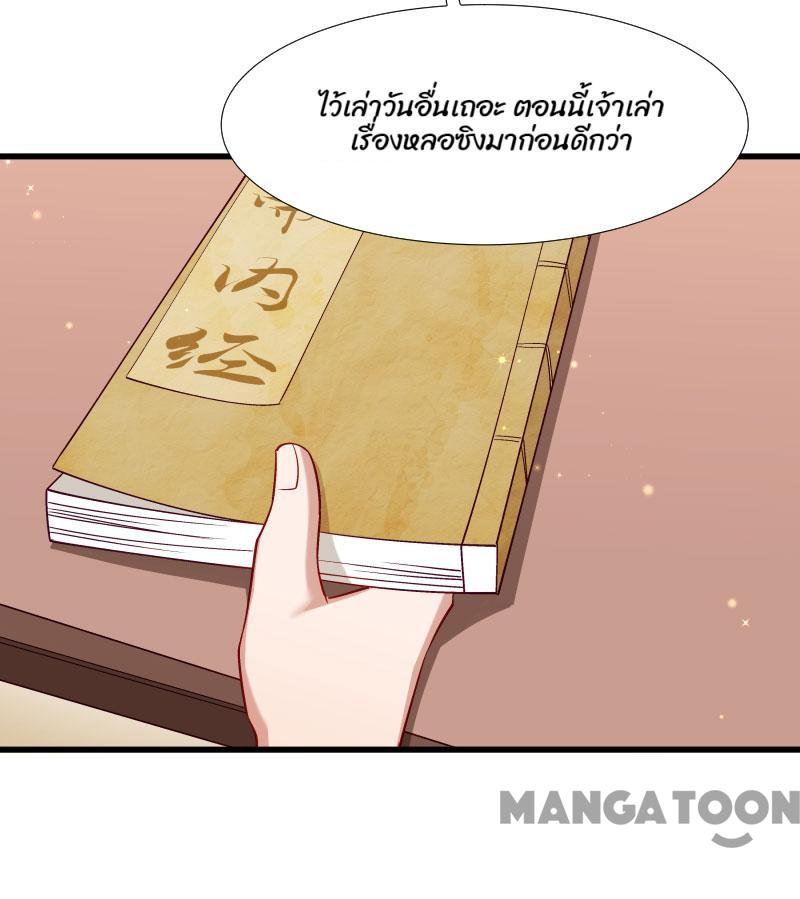 ไว้เล่าวันอื่นเถอะ ตอนนี้เจ้าเล่า
เรื่องหลอซิงมาก่อนดีกว่า
帝
内
经
MANGATOON